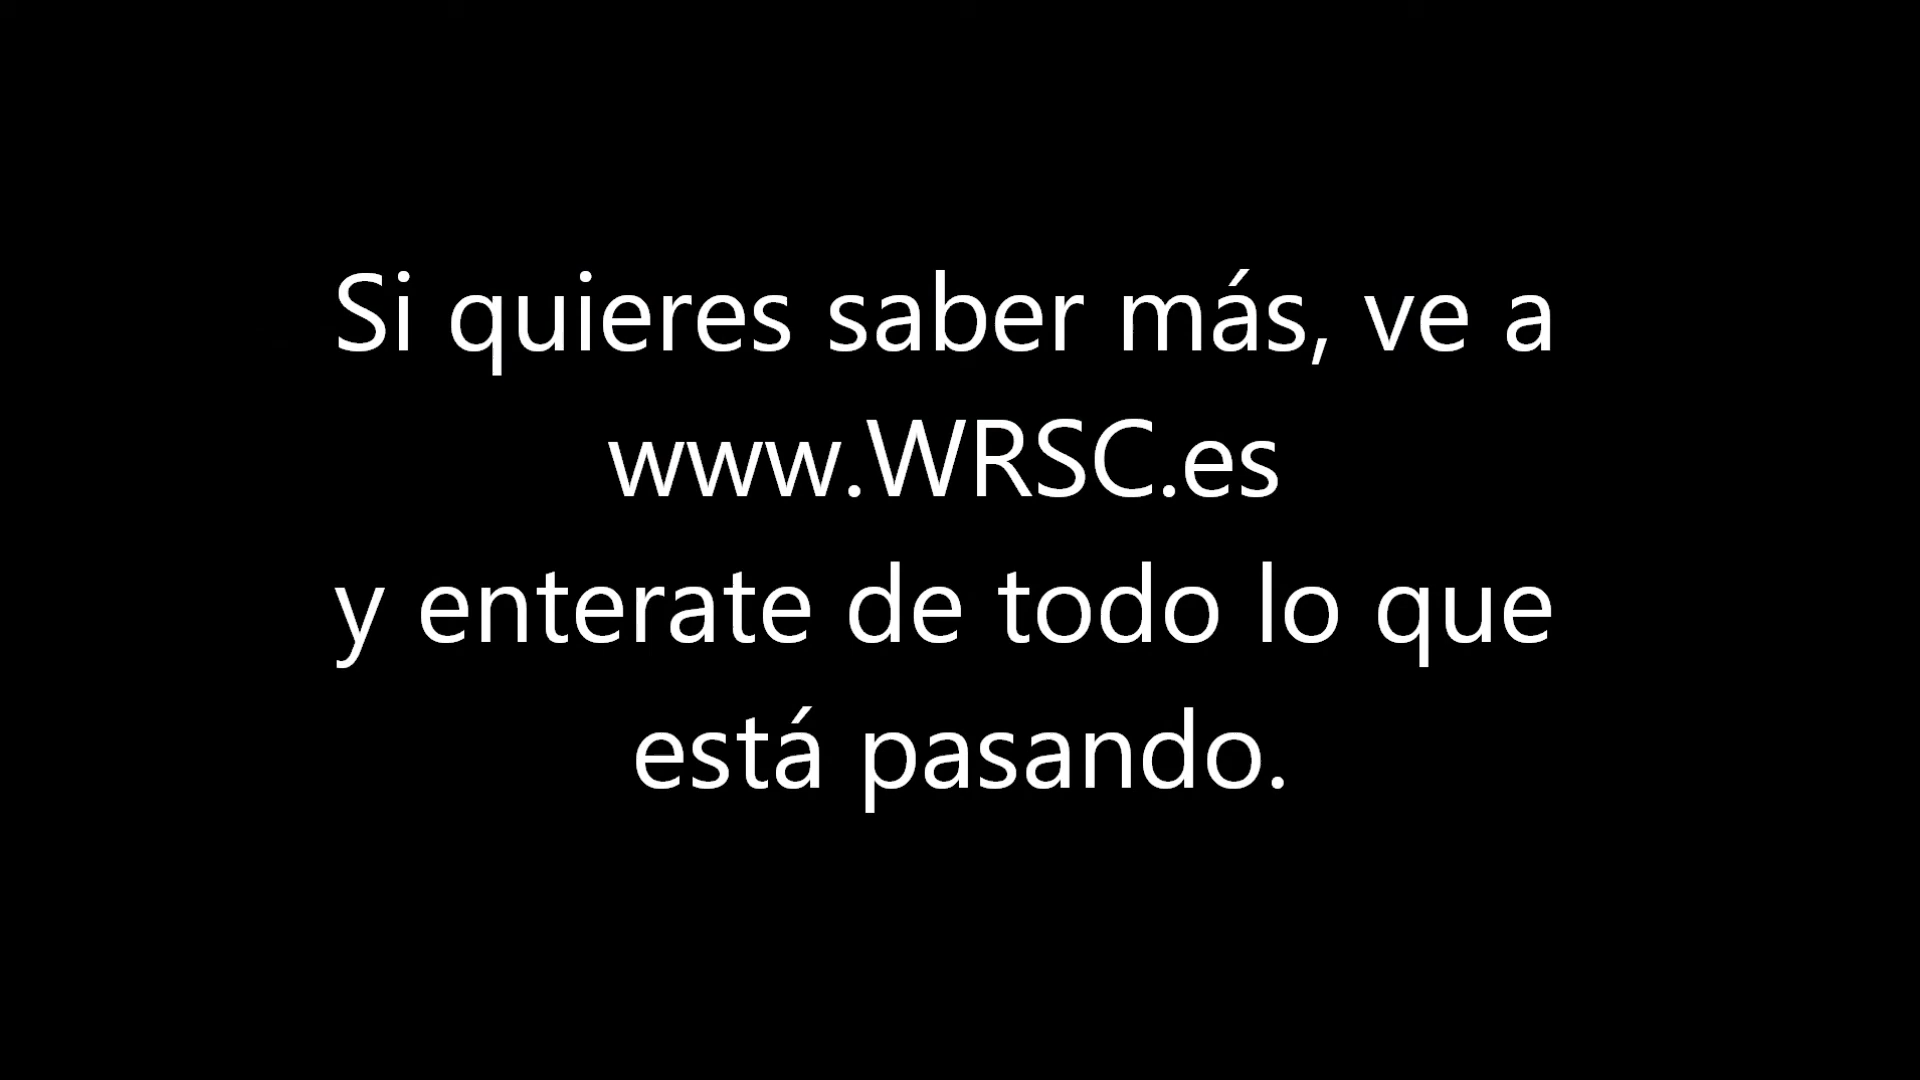 Si quieres saber más, ve a
www.WRSC.es
y enterate de todo lo que
está pasando.